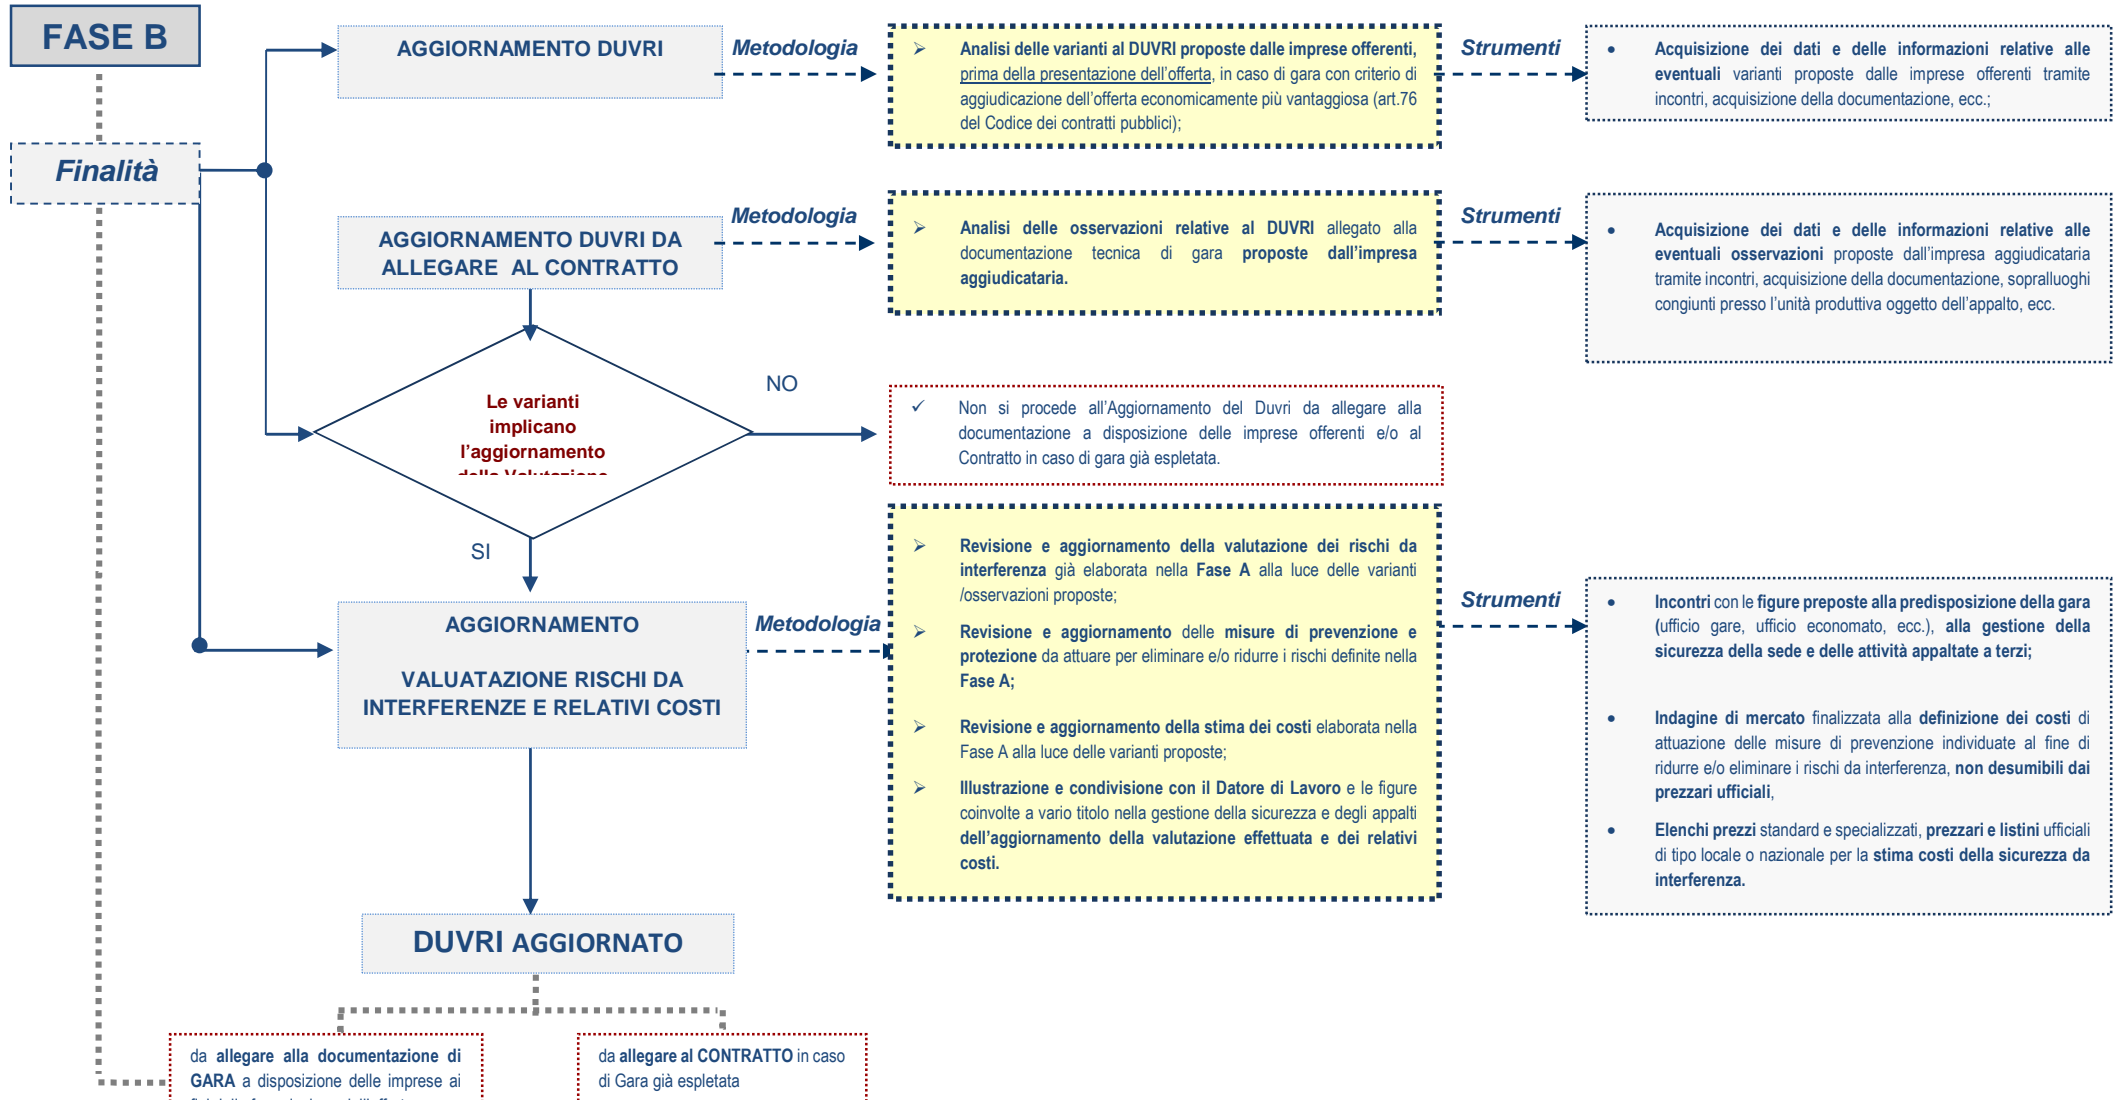 FASE B
Finalità
AGGIORNAMENTO DUVRI
Metodologia
➢ Analisi delle varianti al DUVRI proposte dalle imprese offerenti,
prima della presentazione dell'offerta, in caso di gara con criterio di
aggiudicazione dell'offerta economicamente più vantaggiosa (art.76
del Codice dei contratti pubblici);
Strumenti
• Acquisizione dei dati e delle informazioni relative alle
eventuali varianti proposte dalle imprese offerenti tramite
incontri, acquisizione della documentazione, ecc.;
AGGIORNAMENTO DUVRI DA
ALLEGARE AL CONTRATTO
Metodologia
➢ Analisi delle osservazioni relative al DUVRI allegato alla
documentazione tecnica di gara proposte dall'impresa
aggiudicataria.
Strumenti
• Acquisizione dei dati e delle informazioni relative alle
eventuali osservazioni proposte dall'impresa aggiudicataria
tramite incontri, acquisizione della documentazione, sopralluoghi
congiunti presso l'unità produttiva oggetto dell'appalto, ecc.
Le varianti
implicano
l'aggiornamento
della Valutazione
NO
✓ Non si procede all'Aggiornamento del Duvri da allegare alla
documentazione a disposizione delle imprese offerenti e/o al
Contratto in caso di gara già espletata.
SI
AGGIORNAMENTO
VALUATAZIONE RISCHI DA
INTERFERENZE E RELATIVI COSTI
Metodologia
➢ Revisione e aggiornamento della valutazione dei rischi da
interferenza già elaborata nella Fase A alla luce delle varianti
/osservazioni proposte;
➢ Revisione e aggiornamento delle misure di prevenzione e
protezione da attuare per eliminare e/o ridurre i rischi definite nella
Fase A;
➢ Revisione e aggiornamento della stima dei costi elaborata nella
Fase A alla luce delle varianti proposte;
➢ Illustrazione e condivisione con il Datore di Lavoro e le figure
coinvolte a vario titolo nella gestione della sicurezza e degli appalti
dell'aggiornamento della valutazione effettuata e dei relativi
costi.
Strumenti
• Incontri con le figure preposte alla predisposizione della gara
(ufficio gare, ufficio economato, ecc.), alla gestione della
sicurezza della sede e delle attività appaltate a terzi;
• Indagine di mercato finalizzata alla definizione dei costi di
attuazione delle misure di prevenzione individuate al fine di
ridurre e/o eliminare i rischi da interferenza, non desumibili dai
prezzari ufficiali,
• Elenchi prezzi standard e specializzati, prezzari e listini ufficiali
di tipo locale o nazionale per la stima costi della sicurezza da
interferenza.
DUVRI AGGIORNATO
da allegare alla documentazione di
GARA a disposizione delle imprese ai
da allegare al CONTRATTO in caso
di Gara già espletata